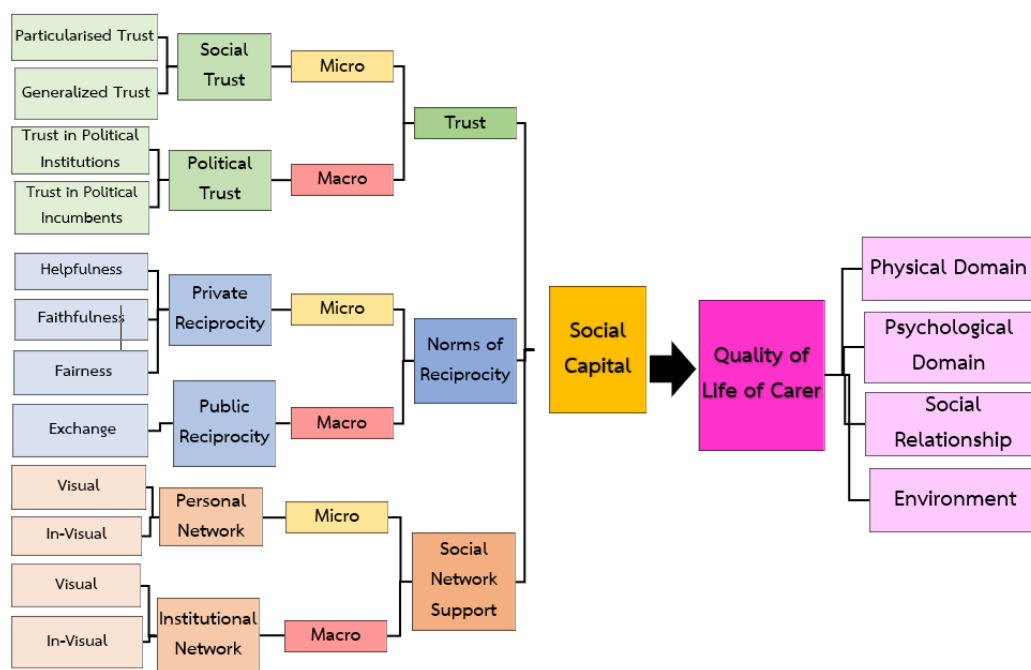 Particularised Trust
Generalized Trust
Social
Trust
Micro
Trust in Political
Institutions
Trust in Political
Incumbents
Political
Trust
Macro
Trust
Helpfulness
Faithfulness
Fairness
Private
Reciprocity
Micro
Exchange
Public
Reciprocity
Macro
Norms of
Reciprocity
Visual
In-Visual
Personal
Network
Micro
Visual
In-Visual
Institutional
Network
Macro
Social
Network
Support
Social
Capital
Quality of
Life of Carer
Physical Domain
Psychological
Domain
Social
Relationship
Environment